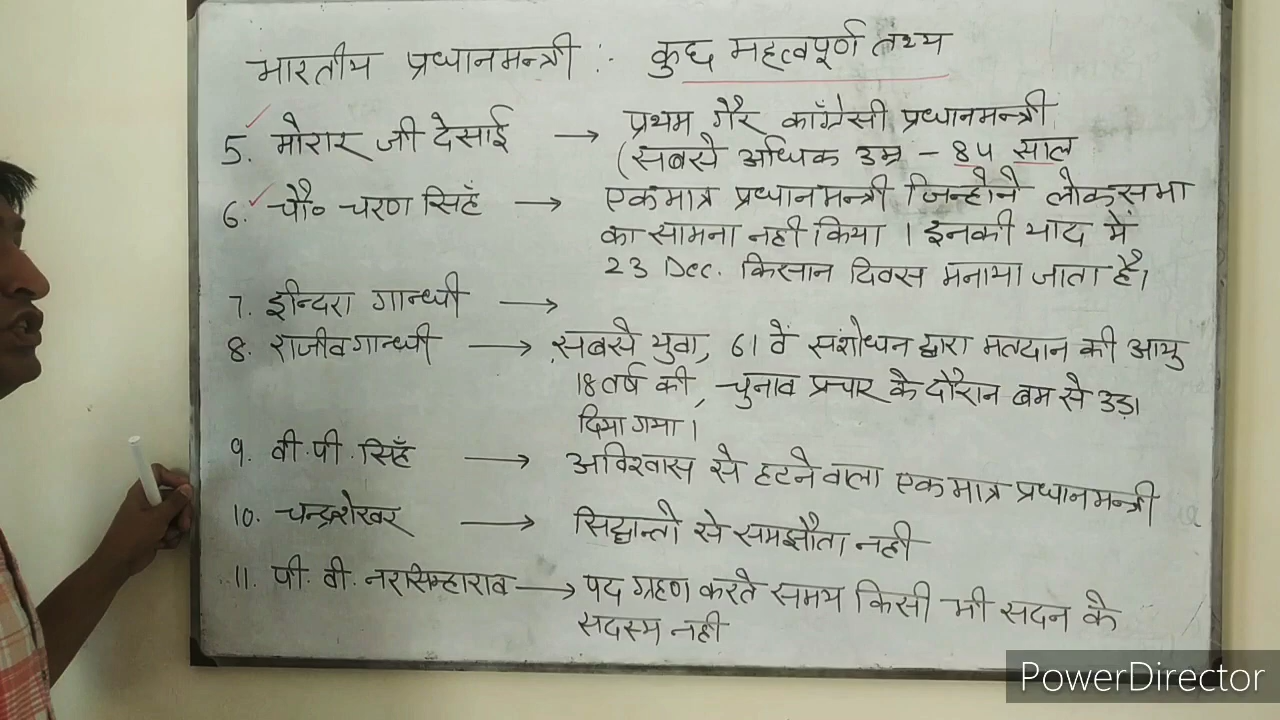 भारतीय प्रधानमन्त्री :- कुछ महत्वपूर्ण तथ्य
5. मोरार जी देसाई → प्रथम गैर काँग्रेसी प्रधानमन्त्री
(सबसे अधिक उम्र - 84 साल
6. चौ० चरण सिहँ → एकमात्र प्रधानमन्त्री जिन्होने लोकसभा
का सामना नही किया । इनकी याद में
23 Dec. किसान दिवस मनाया जाता है।
7. इन्दिरा गान्धी →
8. राजीव गान्धी → सबसे युवा, 61 वें संशोधन द्वारा मतदान की आयु
18 वर्ष की, चुनाव प्रचार के दौरान बम से उड़ा
दिया गया।
9. वी.पी. सिहँ → अविश्वास से हटने वाला एकमात्र प्रधानमन्त्री
10. चन्द्रशेखर → सिद्धान्तो से समझौता नही
11. पी. वी. नरसिम्हाराव → पद ग्रहण करते समय किसी भी सदन के
सदस्य नही
PowerDirector